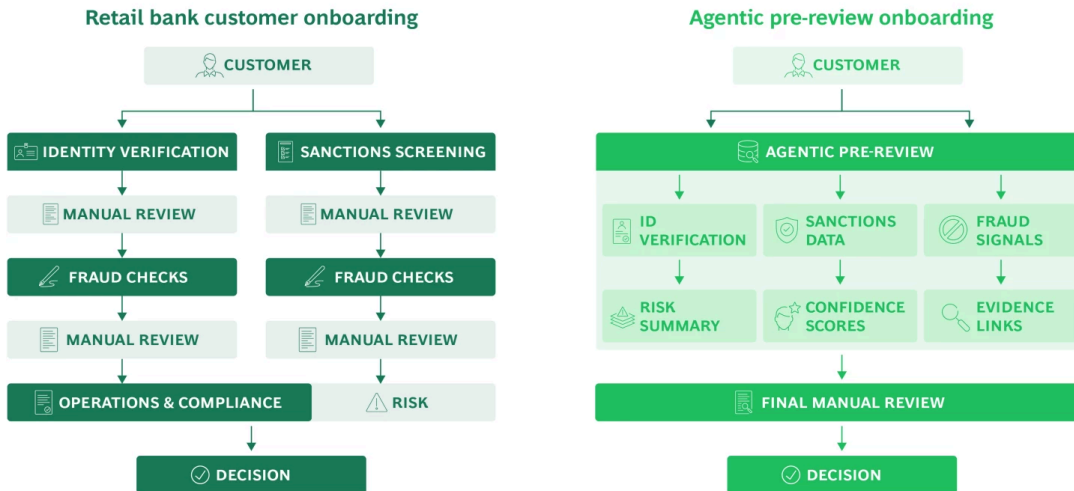 Retail bank customer onboarding
CUSTOMER
IDENTITY VERIFICATION
SANCTIONS SCREENING
MANUAL REVIEW
MANUAL REVIEW
FRAUD CHECKS
FRAUD CHECKS
MANUAL REVIEW
MANUAL REVIEW
OPERATIONS & COMPLIANCE
RISK
DECISION
Agentic pre-review onboarding
CUSTOMER
AGENTIC PRE-REVIEW
ID
VERIFICATION
SANCTIONS
DATA
FRAUD
SIGNALS
RISK
SUMMARY
CONFIDENCE
SCORES
EVIDENCE
LINKS
FINAL MANUAL REVIEW
DECISION